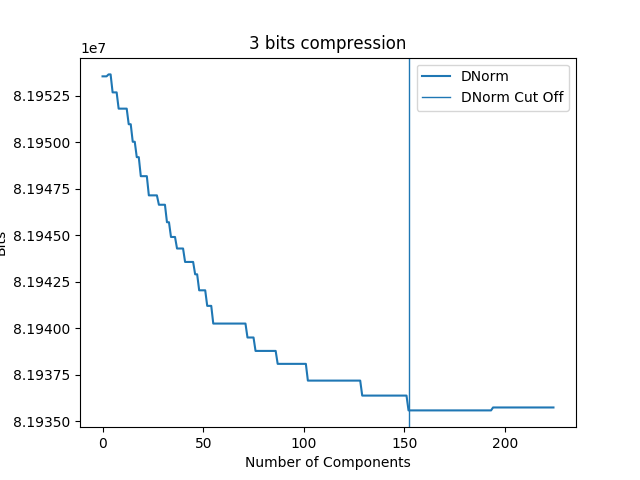 3 bits compression
1e7
DNorm
DNorm Cut Off
8.19525
8.19500
8.19475
8.19450
8.19425
8.19400
8.19375
8.19350
Bits
0 50 100 150 200
Number of Components